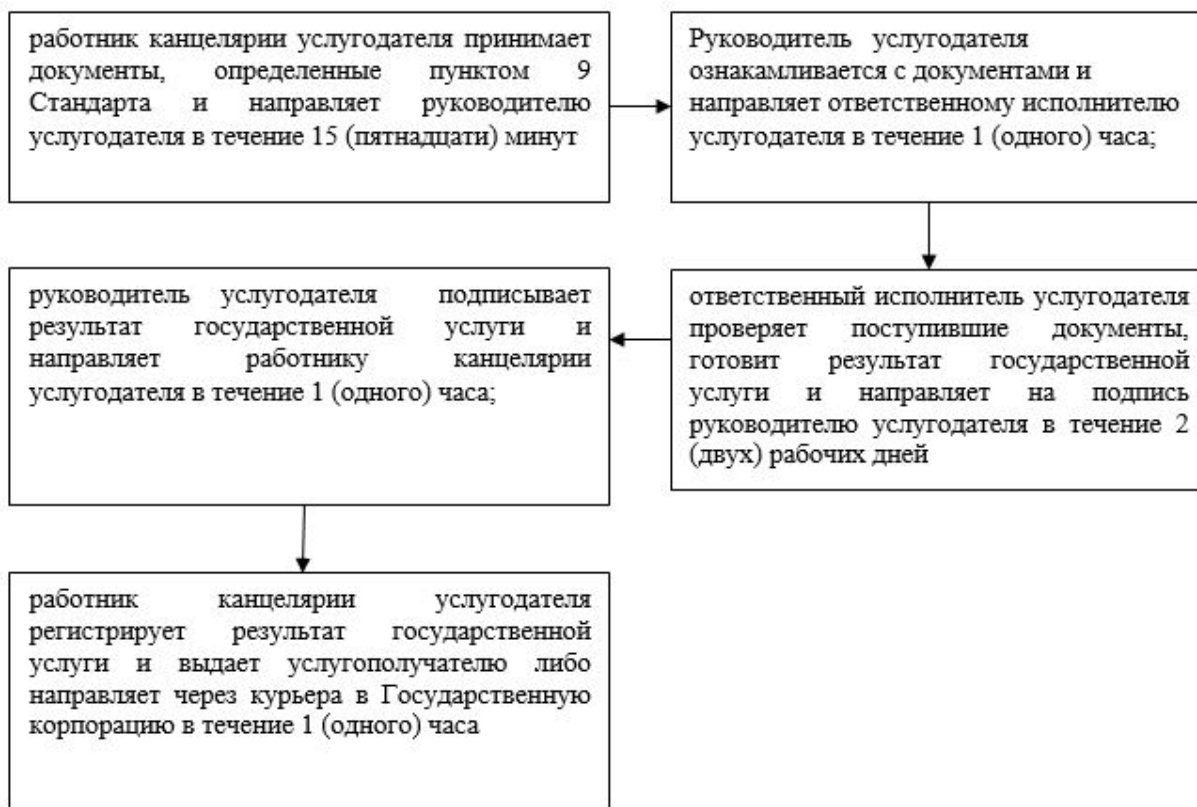 работник канцелярии услугодателя принимает
документы, определенные пунктом 9
Стандарта и направляет руководителю
услугодателя в течение 15 (пятнадцати) минут
Руководитель услугодателя
ознакамливается с документами и
направляет ответственному исполнителю
услугодателя в течение 1 (одного) часа;
ответственный исполнитель услугодателя
проверяет поступившие документы,
готовит результат государственной
услуги и направляет на подпись
руководителю услугодателя в течение 2
(двух) рабочих дней
руководитель услугодателя подписывает
результат государственной услуги и
направляет работнику канцелярии
услугодателя в течение 1 (одного) часа;
работник канцелярии услугодателя
регистрирует результат государственной
услуги и выдает услугополучателю либо
направляет через курьера в Государственную
корпорацию в течение 1 (одного) часа